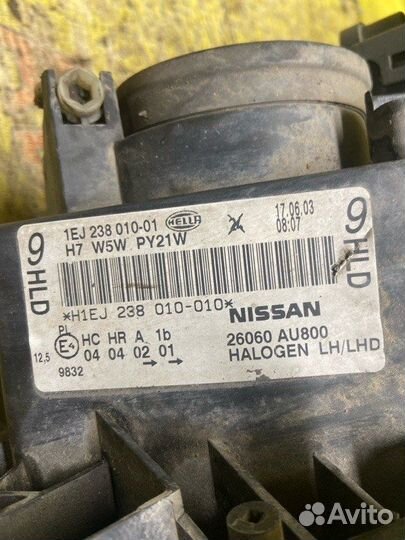 1EJ 238 010-01 HELLA 17.06.03
H7 W5W PY21W 08:07
9 HLD
9 HLD
*H1EJ 238 010-010* NISSAN
PL
12,5 E4 HC HR A 1b 26060 AU800
04 04 02 01 → HALOGEN LH/LHD
9832
Avito